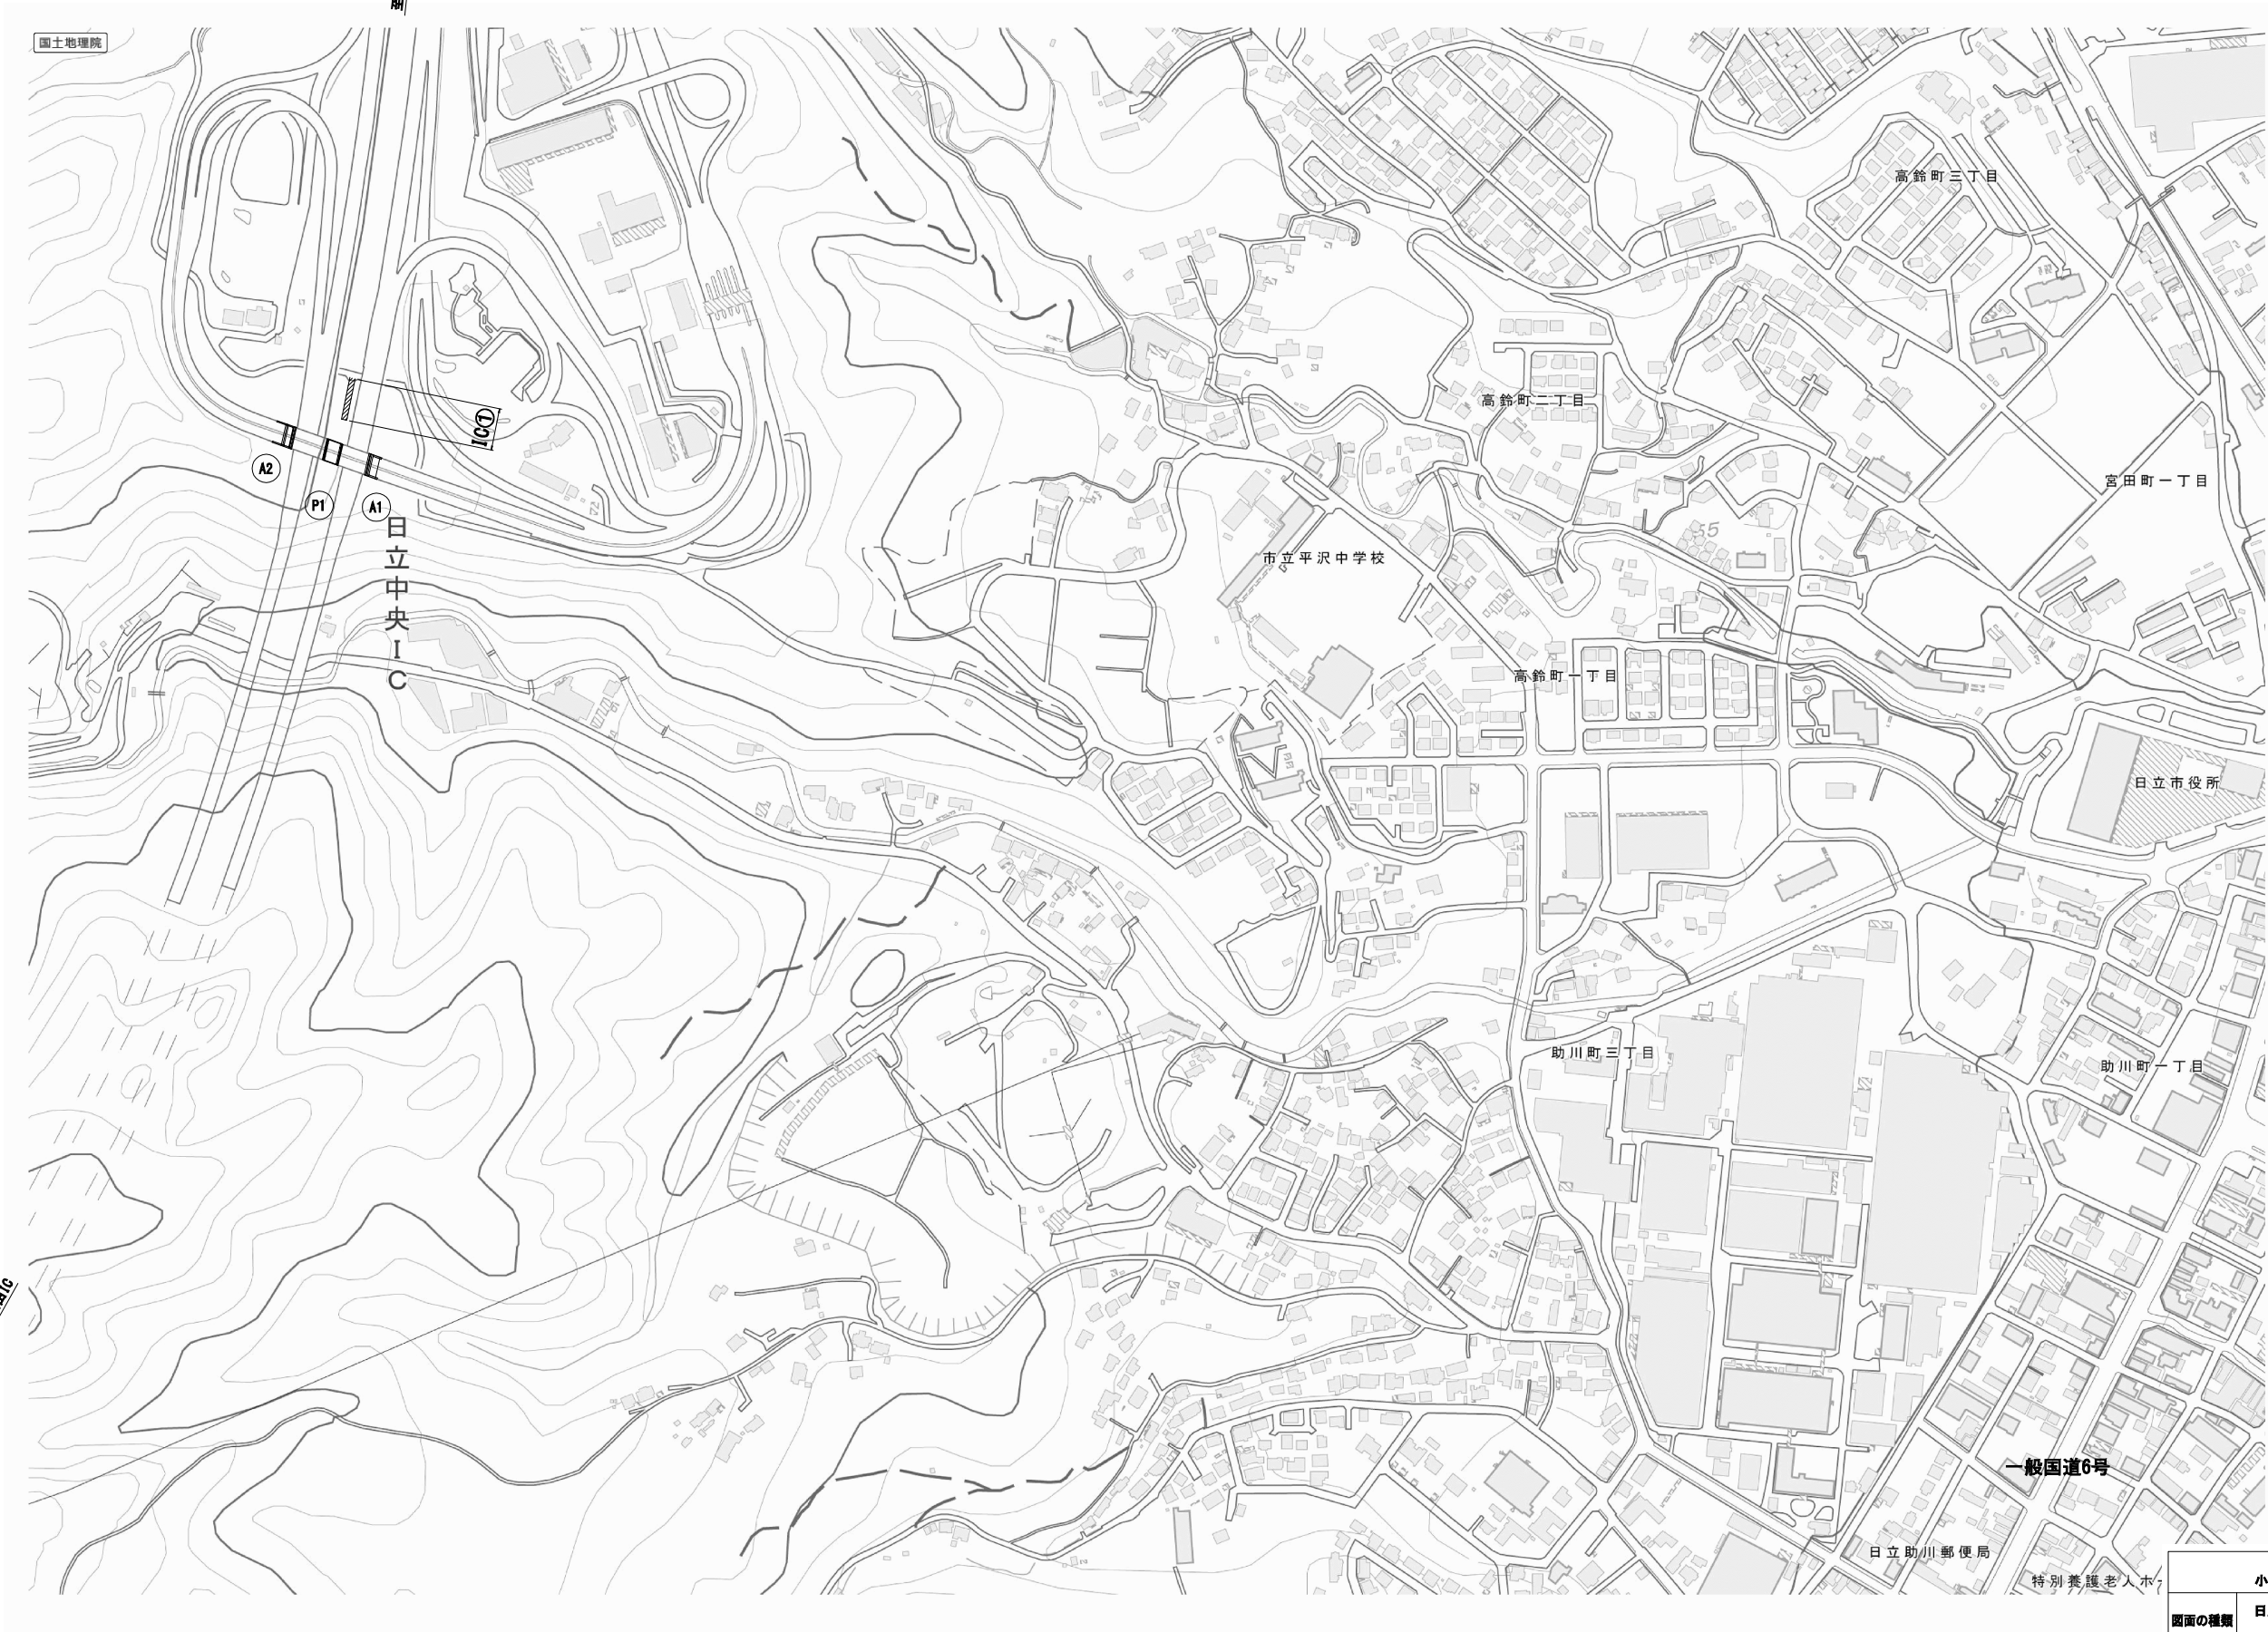 国土地理院
高鈴町三丁目
高鈴町二丁目
IC①
A2
P1
A1
日立中央IC
宮田町一丁目
55
市立平沢中学校
高鈴町一丁目
日立市役所
助川町三丁目
助川町一丁目
一般国道6号
日立助川郵便局
特別養護老人ホー
小
図面の種類
日